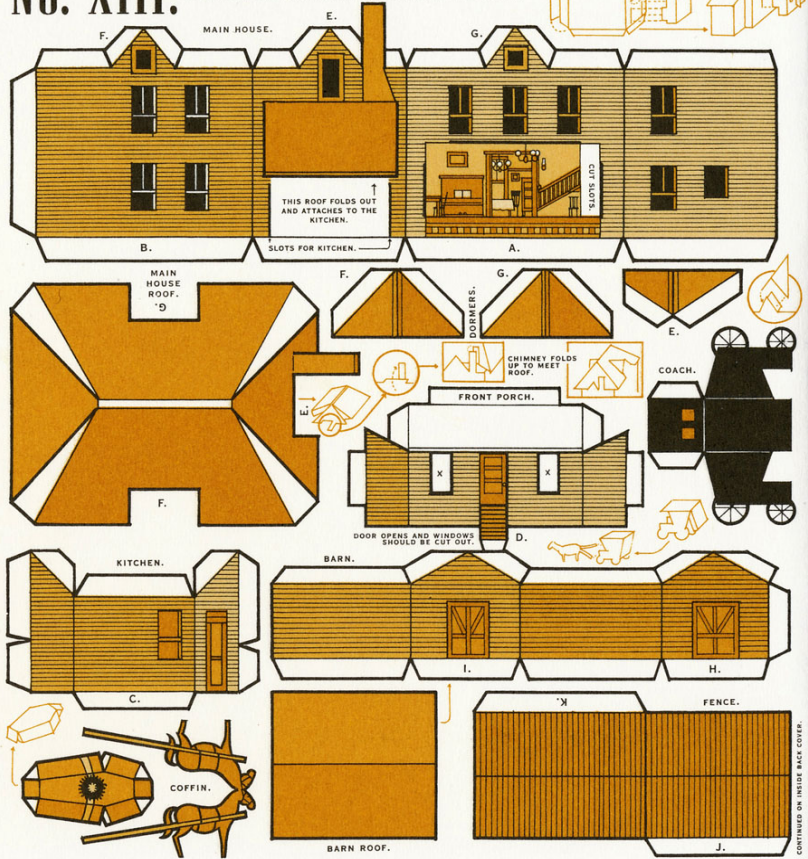 No. XIII.
F.
MAIN HOUSE.
E.
G.
CUT SLOTS.
THIS ROOF FOLDS OUT
AND ATTACHES TO THE
KITCHEN.
B.
SLOTS FOR KITCHEN.
A.
MAIN
HOUSE
ROOF.
G.
F.
DORMERS.
G.
E.
E.
CHIMNEY FOLDS
UP TO MEET
ROOF.
COACH.
FRONT PORCH.
X
X
F.
DOOR OPENS AND WINDOWS
SHOULD BE CUT OUT.
D.
KITCHEN.
BARN.
C.
I.
H.
K.
FENCE.
COFFIN.
BARN ROOF.
J.
CONTINUED ON INSIDE BACK COVER.